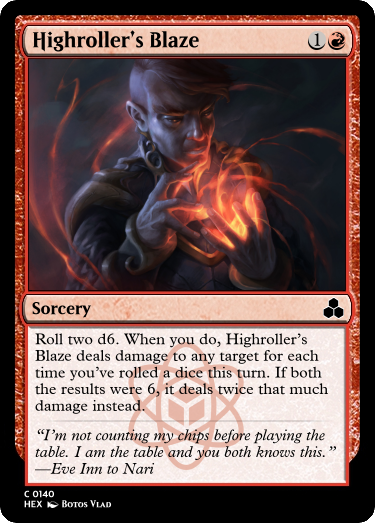 Highroller's Blaze 1
Sorcery
Roll two d6. When you do, Highroller's
Blaze deals damage to any target for each
time you've rolled a dice this turn. If both
the results were 6, it deals twice that much
damage instead.
“I'm not counting my chips before playing the
table. I am the table and you both knows this.”
—Eve Inn to Nari
C 0140
HEX Botos Vlad